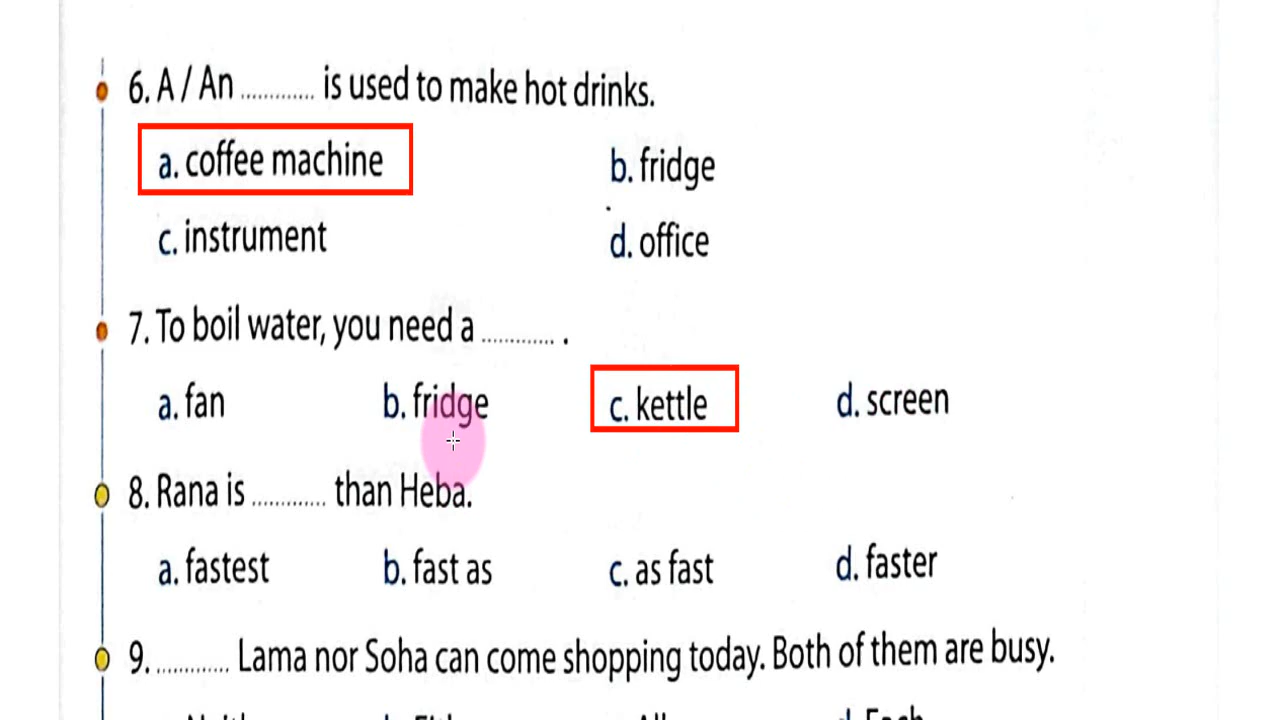 6. A / An ............. is used to make hot drinks.
a. coffee machine b. fridge
c. instrument d. office
7. To boil water, you need a ............. .
a. fan b. fridge c. kettle d. screen
8. Rana is ............. than Heba.
a. fastest b. fast as c. as fast d. faster
9. ............. Lama nor Soha can come shopping today. Both of them are busy.